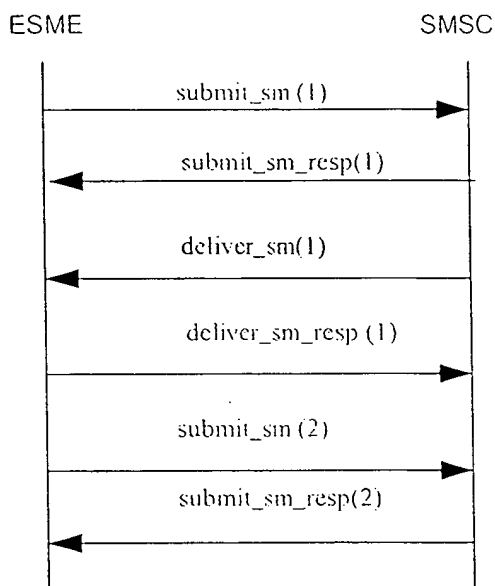 ESME SMSC
submit_sm (1)
submit_sm_resp(1)
deliver_sm(1)
deliver_sm_resp (1)
submit_sm (2)
submit_sm_resp(2)